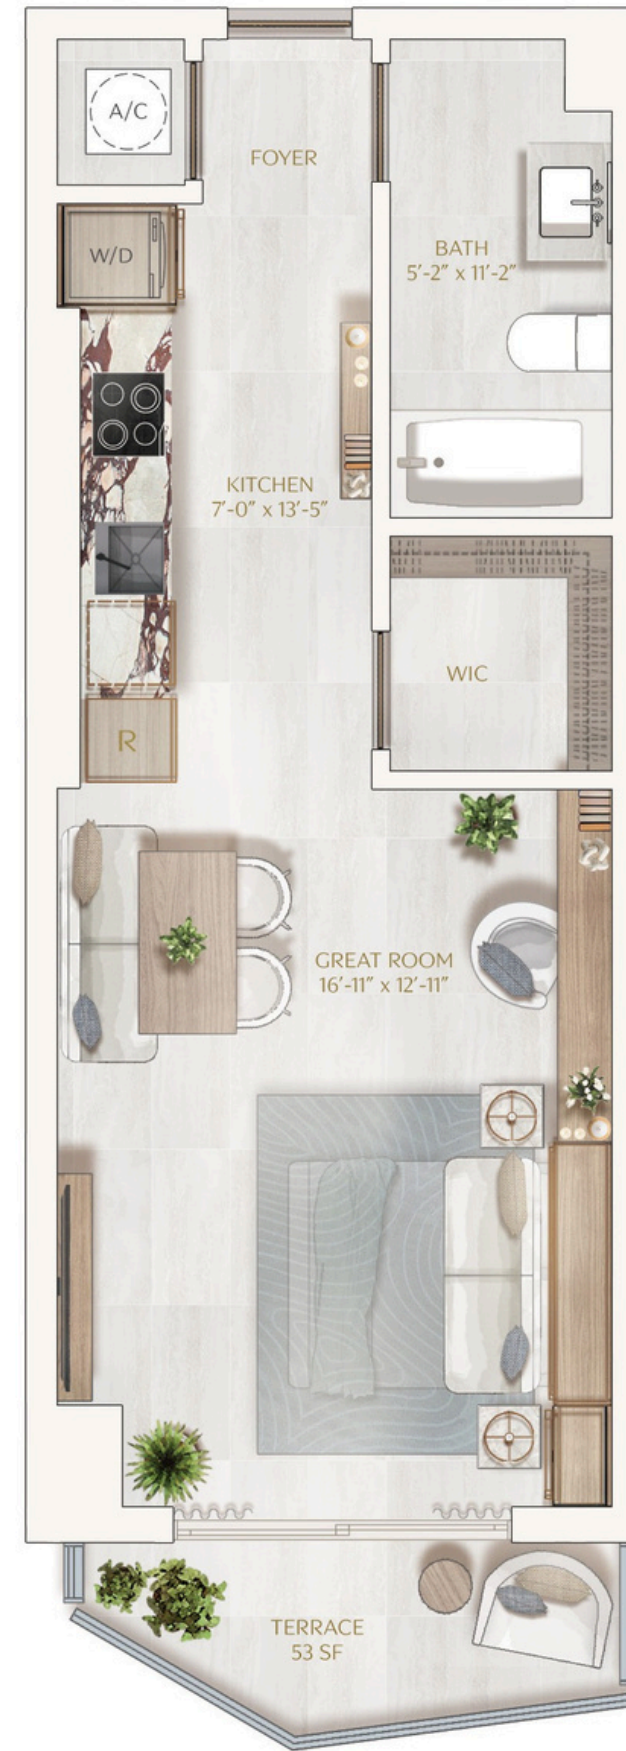 A/C
FOYER
W/D
BATH
5'-2" x 11'-2"
KITCHEN
7'-0" x 13'-5"
WIC
R
GREAT ROOM
16'-11" x 12'-11"
TERRACE
53 SF